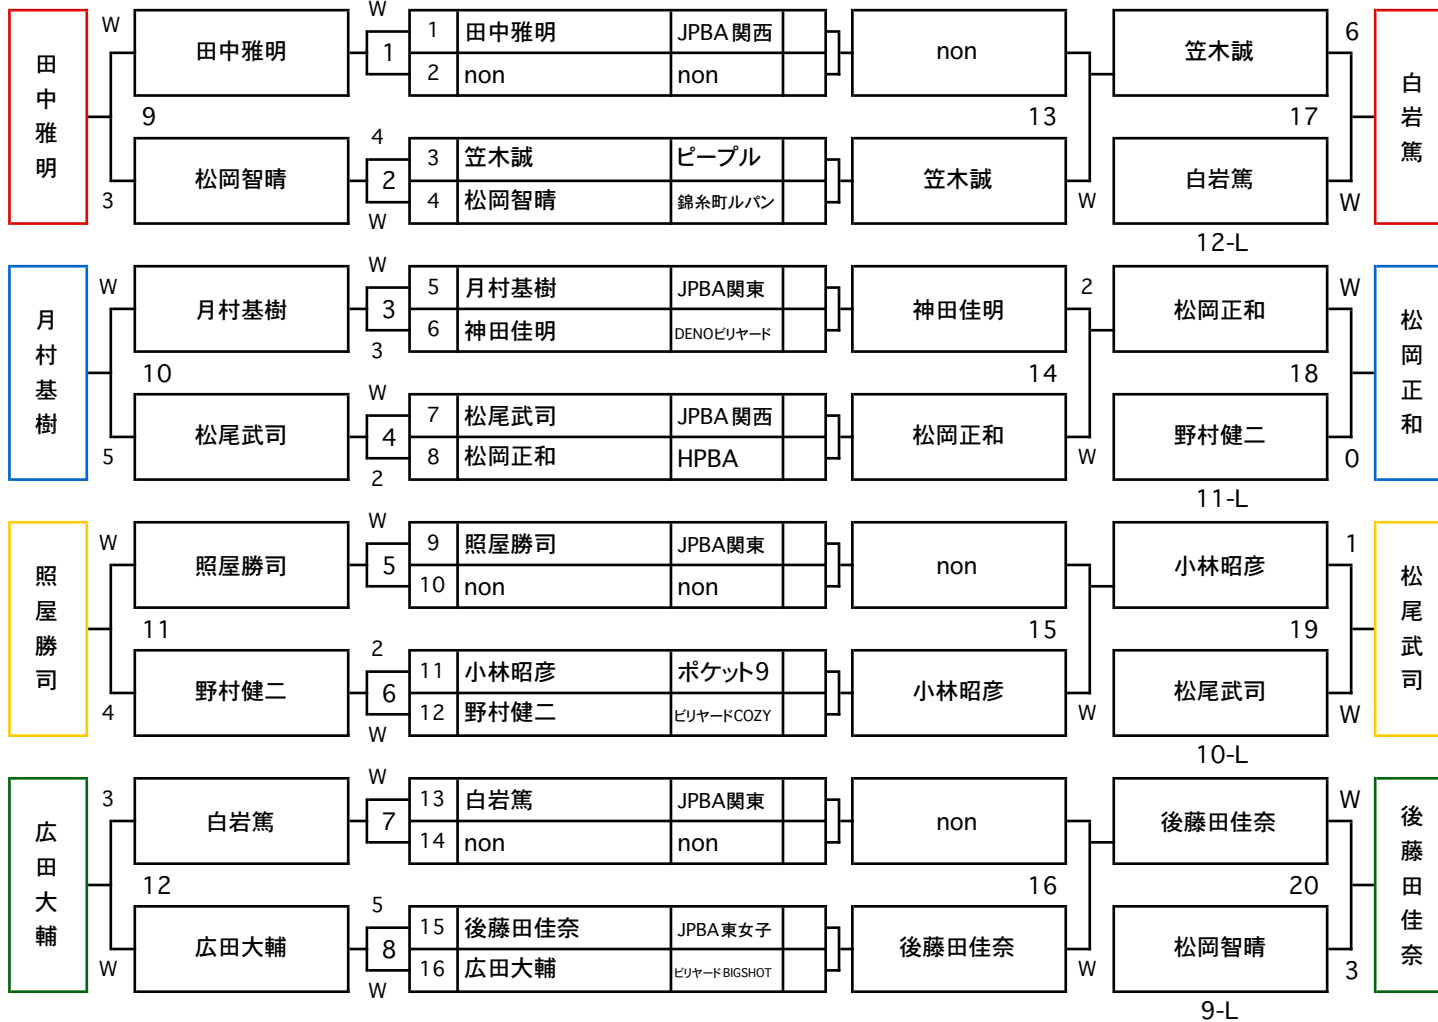 田中雅明
W
3
田中雅明
9
松岡智晴
W
1
4
2
W
1 田中雅明 JPBA関西
2 non non
3 笠木誠 ピープル
4 松岡智晴 錦糸町ルパン
non
13
笠木誠
W
笠木誠
17
白岩篤
12-L
6
W
白岩篤
月村基樹
W
5
月村基樹
10
松尾武司
W
3
3
W
4
2
5 月村基樹 JPBA関東
6 神田佳明 DENOビリヤード
7 松尾武司 JPBA関西
8 松岡正和 HPBA
神田佳明
14
松岡正和
2
W
松岡正和
18
野村健二
11-L
W
0
松岡正和
照屋勝司
W
4
照屋勝司
11
野村健二
W
5
2
6
W
9 照屋勝司 JPBA関東
10 non non
11 小林昭彦 ポケット9
12 野村健二 ビリヤードCOZY
non
15
小林昭彦
W
小林昭彦
19
松尾武司
10-L
1
W
松尾武司
広田大輔
3
W
白岩篤
12
広田大輔
W
7
5
8
W
13 白岩篤 JPBA関東
14 non non
15 後藤田佳奈 JPBA東女子
16 広田大輔 ビリヤードBIGSHOT
non
16
後藤田佳奈
W
後藤田佳奈
20
松岡智晴
9-L
W
3
後藤田佳奈